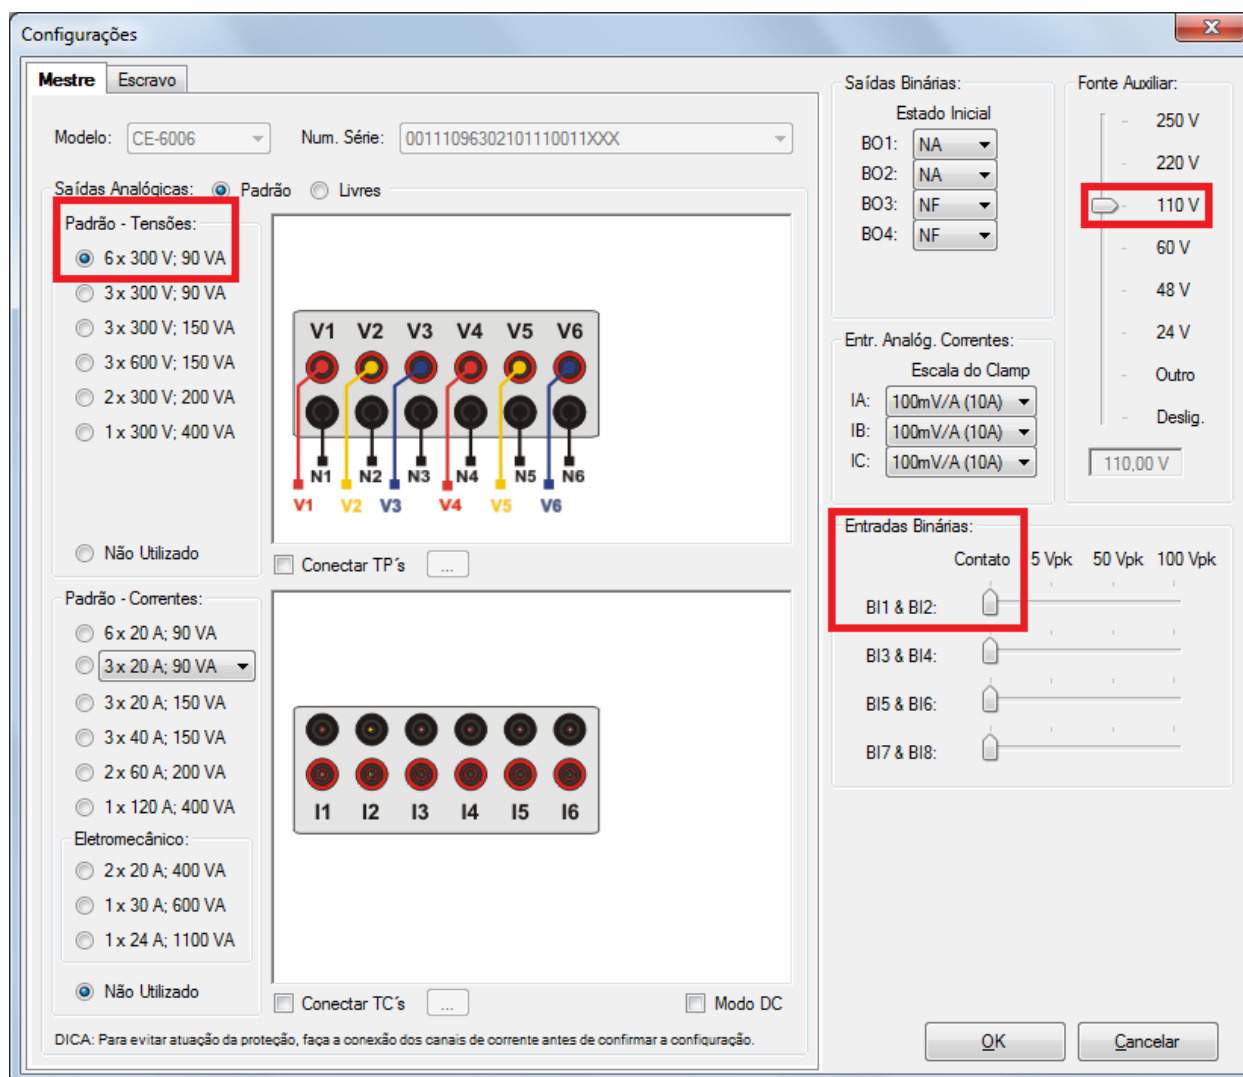 Configurações
Mestre
Escravo
Modelo:
CE-6006
Num. Série:
00111096302101110011XXX
Saídas Analógicas:
Padrão
Livres
Padrão - Tensões:
6 x 300 V; 90 VA
3 x 300 V; 90 VA
3 x 300 V; 150 VA
3 x 600 V; 150 VA
2 x 300 V; 200 VA
1 x 300 V; 400 VA
Não Utilizado
V1 V2 V3 V4 V5 V6
N1 N2 N3 N4 N5 N6
V1 V2 V3 V4 V5 V6
Conectar TP´s
...
Padrão - Correntes:
6 x 20 A; 90 VA
3 x 20 A; 90 VA
3 x 20 A; 150 VA
3 x 40 A; 150 VA
2 x 60 A; 200 VA
1 x 120 A; 400 VA
Eletromecânico:
2 x 20 A; 400 VA
1 x 30 A; 600 VA
1 x 24 A; 1100 VA
Não Utilizado
I1 I2 I3 I4 I5 I6
Conectar TC´s
...
Modo DC
DICA: Para evitar atuação da proteção, faça a conexão dos canais de corrente antes de confirmar a configuração.
Saídas Binárias:
Estado Inicial
BO1: NA
BO2: NA
BO3: NF
BO4: NF
Entr. Analóg. Correntes:
Escala do Clamp
IA: 100mV/A (10A)
IB: 100mV/A (10A)
IC: 100mV/A (10A)
Fonte Auxiliar:
250 V
220 V
110 V
60 V
48 V
24 V
Outro
Deslig.
110,00 V
Entradas Binárias:
Contato 5 Vpk 50 Vpk 100 Vpk
BI1 & BI2:
BI3 & BI4:
BI5 & BI6:
BI7 & BI8:
OK
Cancelar